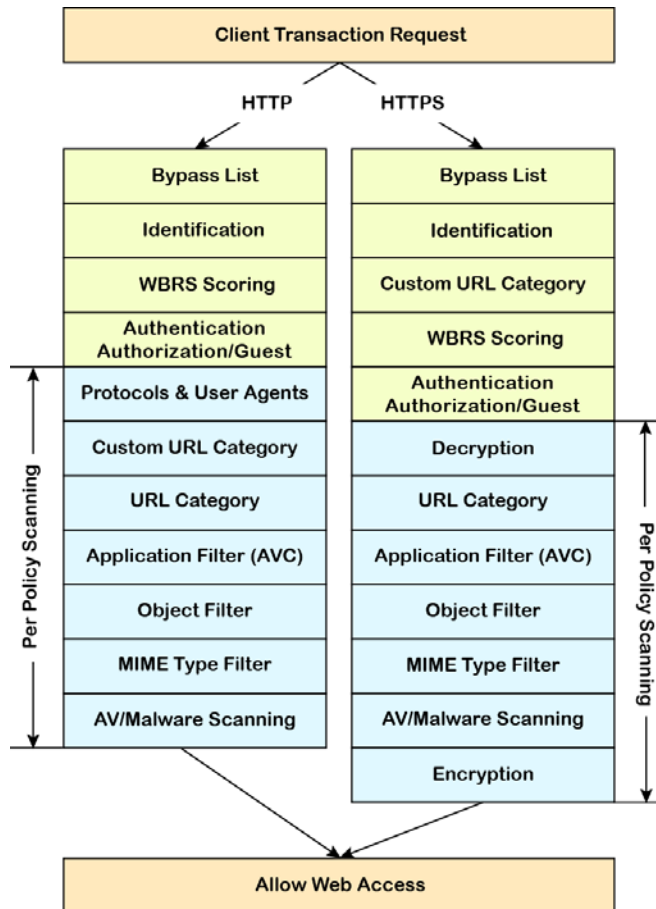 Client Transaction Request
HTTP
HTTPS
Bypass List
Identification
WBRS Scoring
Authentication
Authorization/Guest
Protocols & User Agents
Custom URL Category
URL Category
Application Filter (AVC)
Object Filter
MIME Type Filter
AV/Malware Scanning
Per Policy Scanning
Bypass List
Identification
Custom URL Category
WBRS Scoring
Authentication
Authorization/Guest
Decryption
URL Category
Application Filter (AVC)
Object Filter
MIME Type Filter
AV/Malware Scanning
Encryption
Per Policy Scanning
Allow Web Access